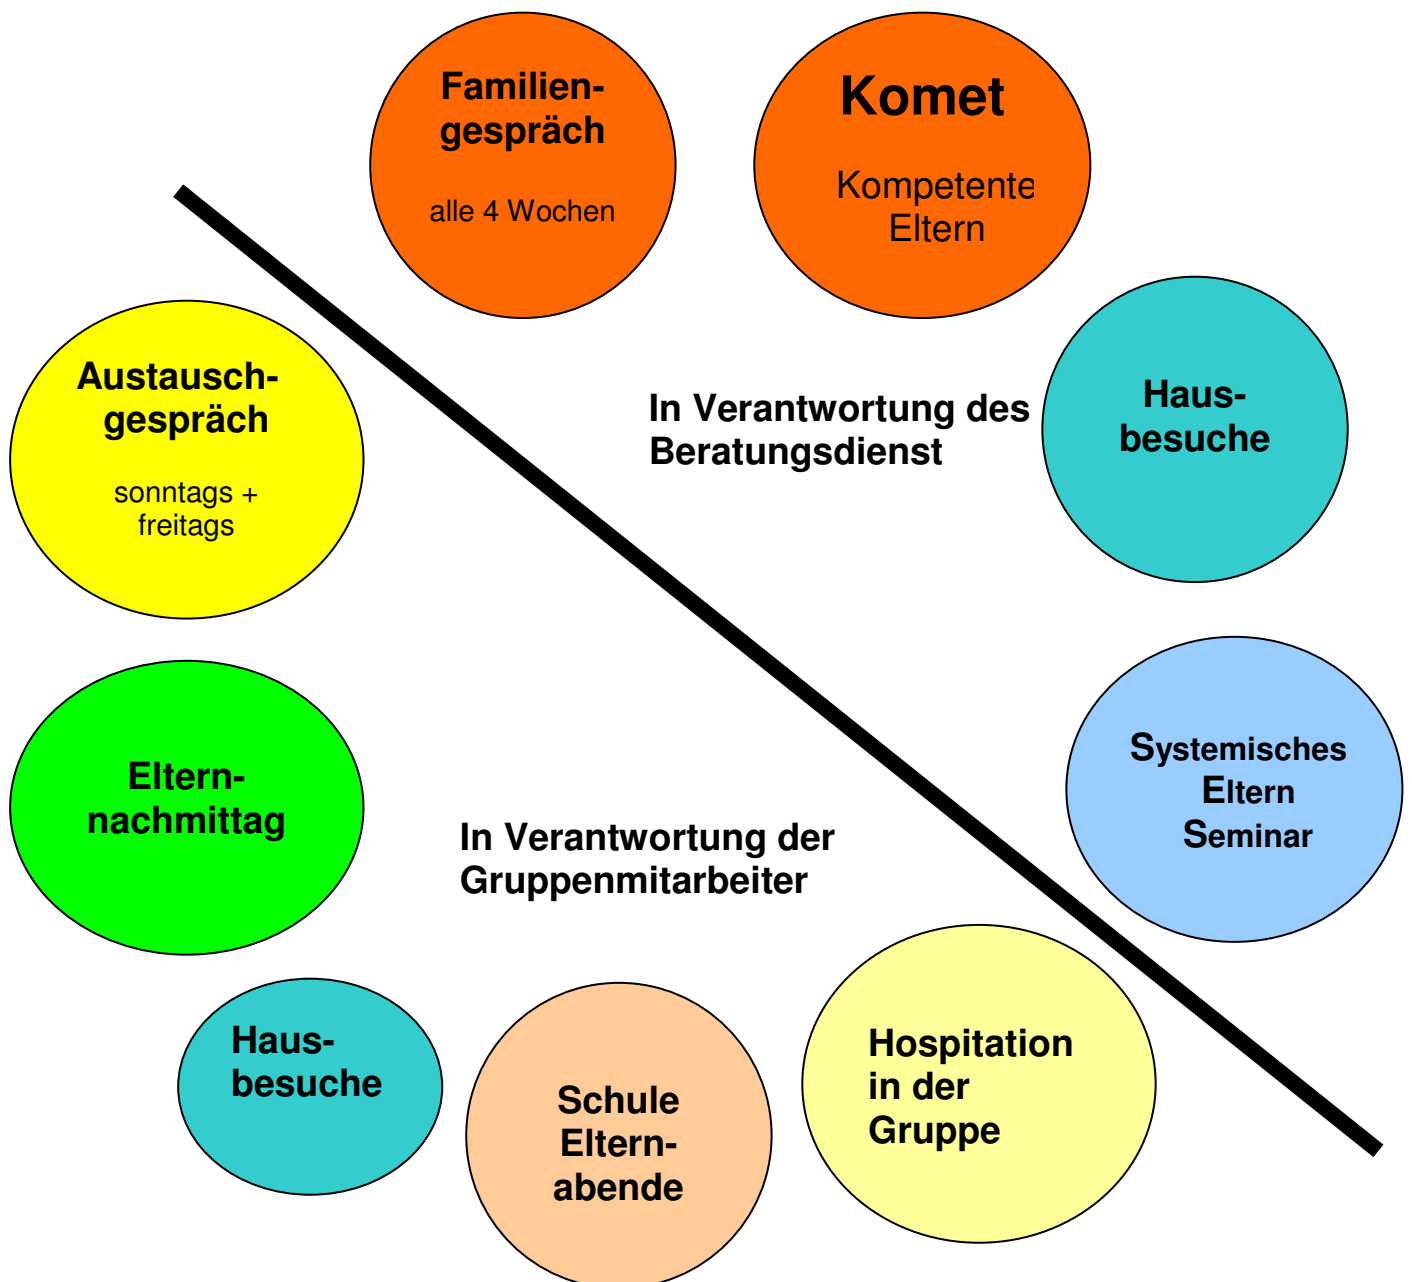 Familien-
gespräch
alle 4 Wochen
Komet
Kompetente
Eltern
Austausch-
gespräch
sonntags +
freitags
In Verantwortung des
Beratungsdienst
Haus-
besuche
Eltern-
nachmittag
In Verantwortung der
Gruppenmitarbeiter
Systemisches
Eltern
Seminar
Haus-
besuche
Schule
Eltern-
abende
Hospitation
in der
Gruppe